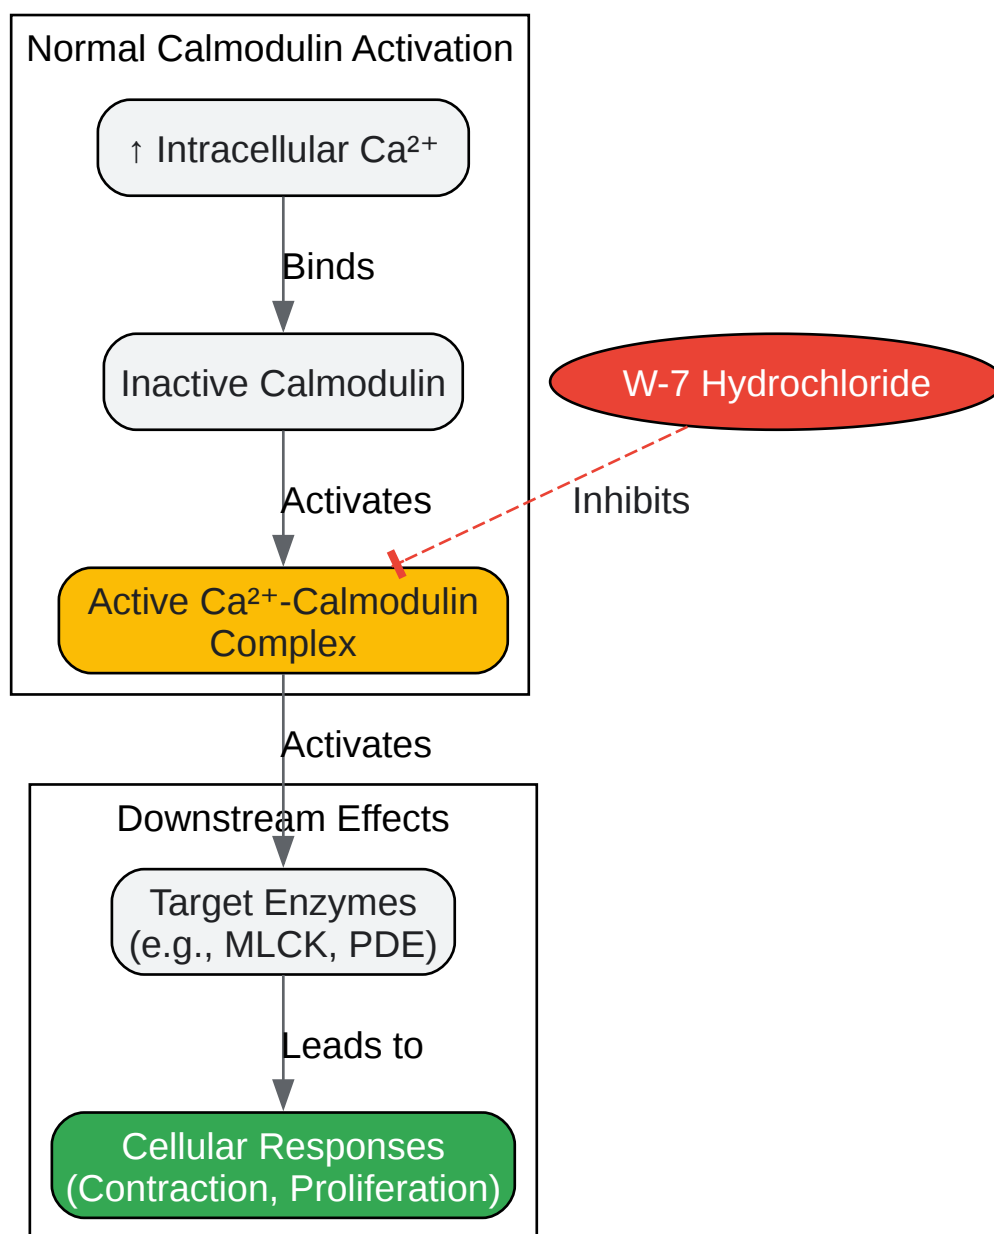 Normal Calmodulin Activation
↑ Intracellular Ca²⁺
Binds
Inactive Calmodulin
W-7 Hydrochloride
Activates
Inhibits
Active Ca²⁺-Calmodulin
Complex
Activates
Downstream Effects
Target Enzymes
(e.g., MLCK, PDE)
Leads to
Cellular Responses
(Contraction, Proliferation)